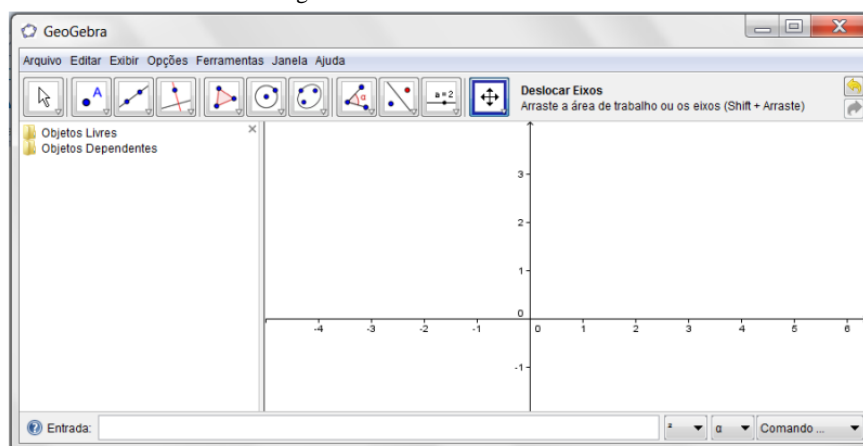 GeoGebra
Arquivo Editar Exibir Opções Ferramentas Janela Ajuda
A
α
a=2
Deslocar Eixos
Arraste a área de trabalho ou os eixos (Shift + Arraste)
Objetos Livres
Objetos Dependentes
3
2
1
0
-4 -3 -2 -1 0 1 2 3 4 5 6
-1
Entrada: ² α Comando ...